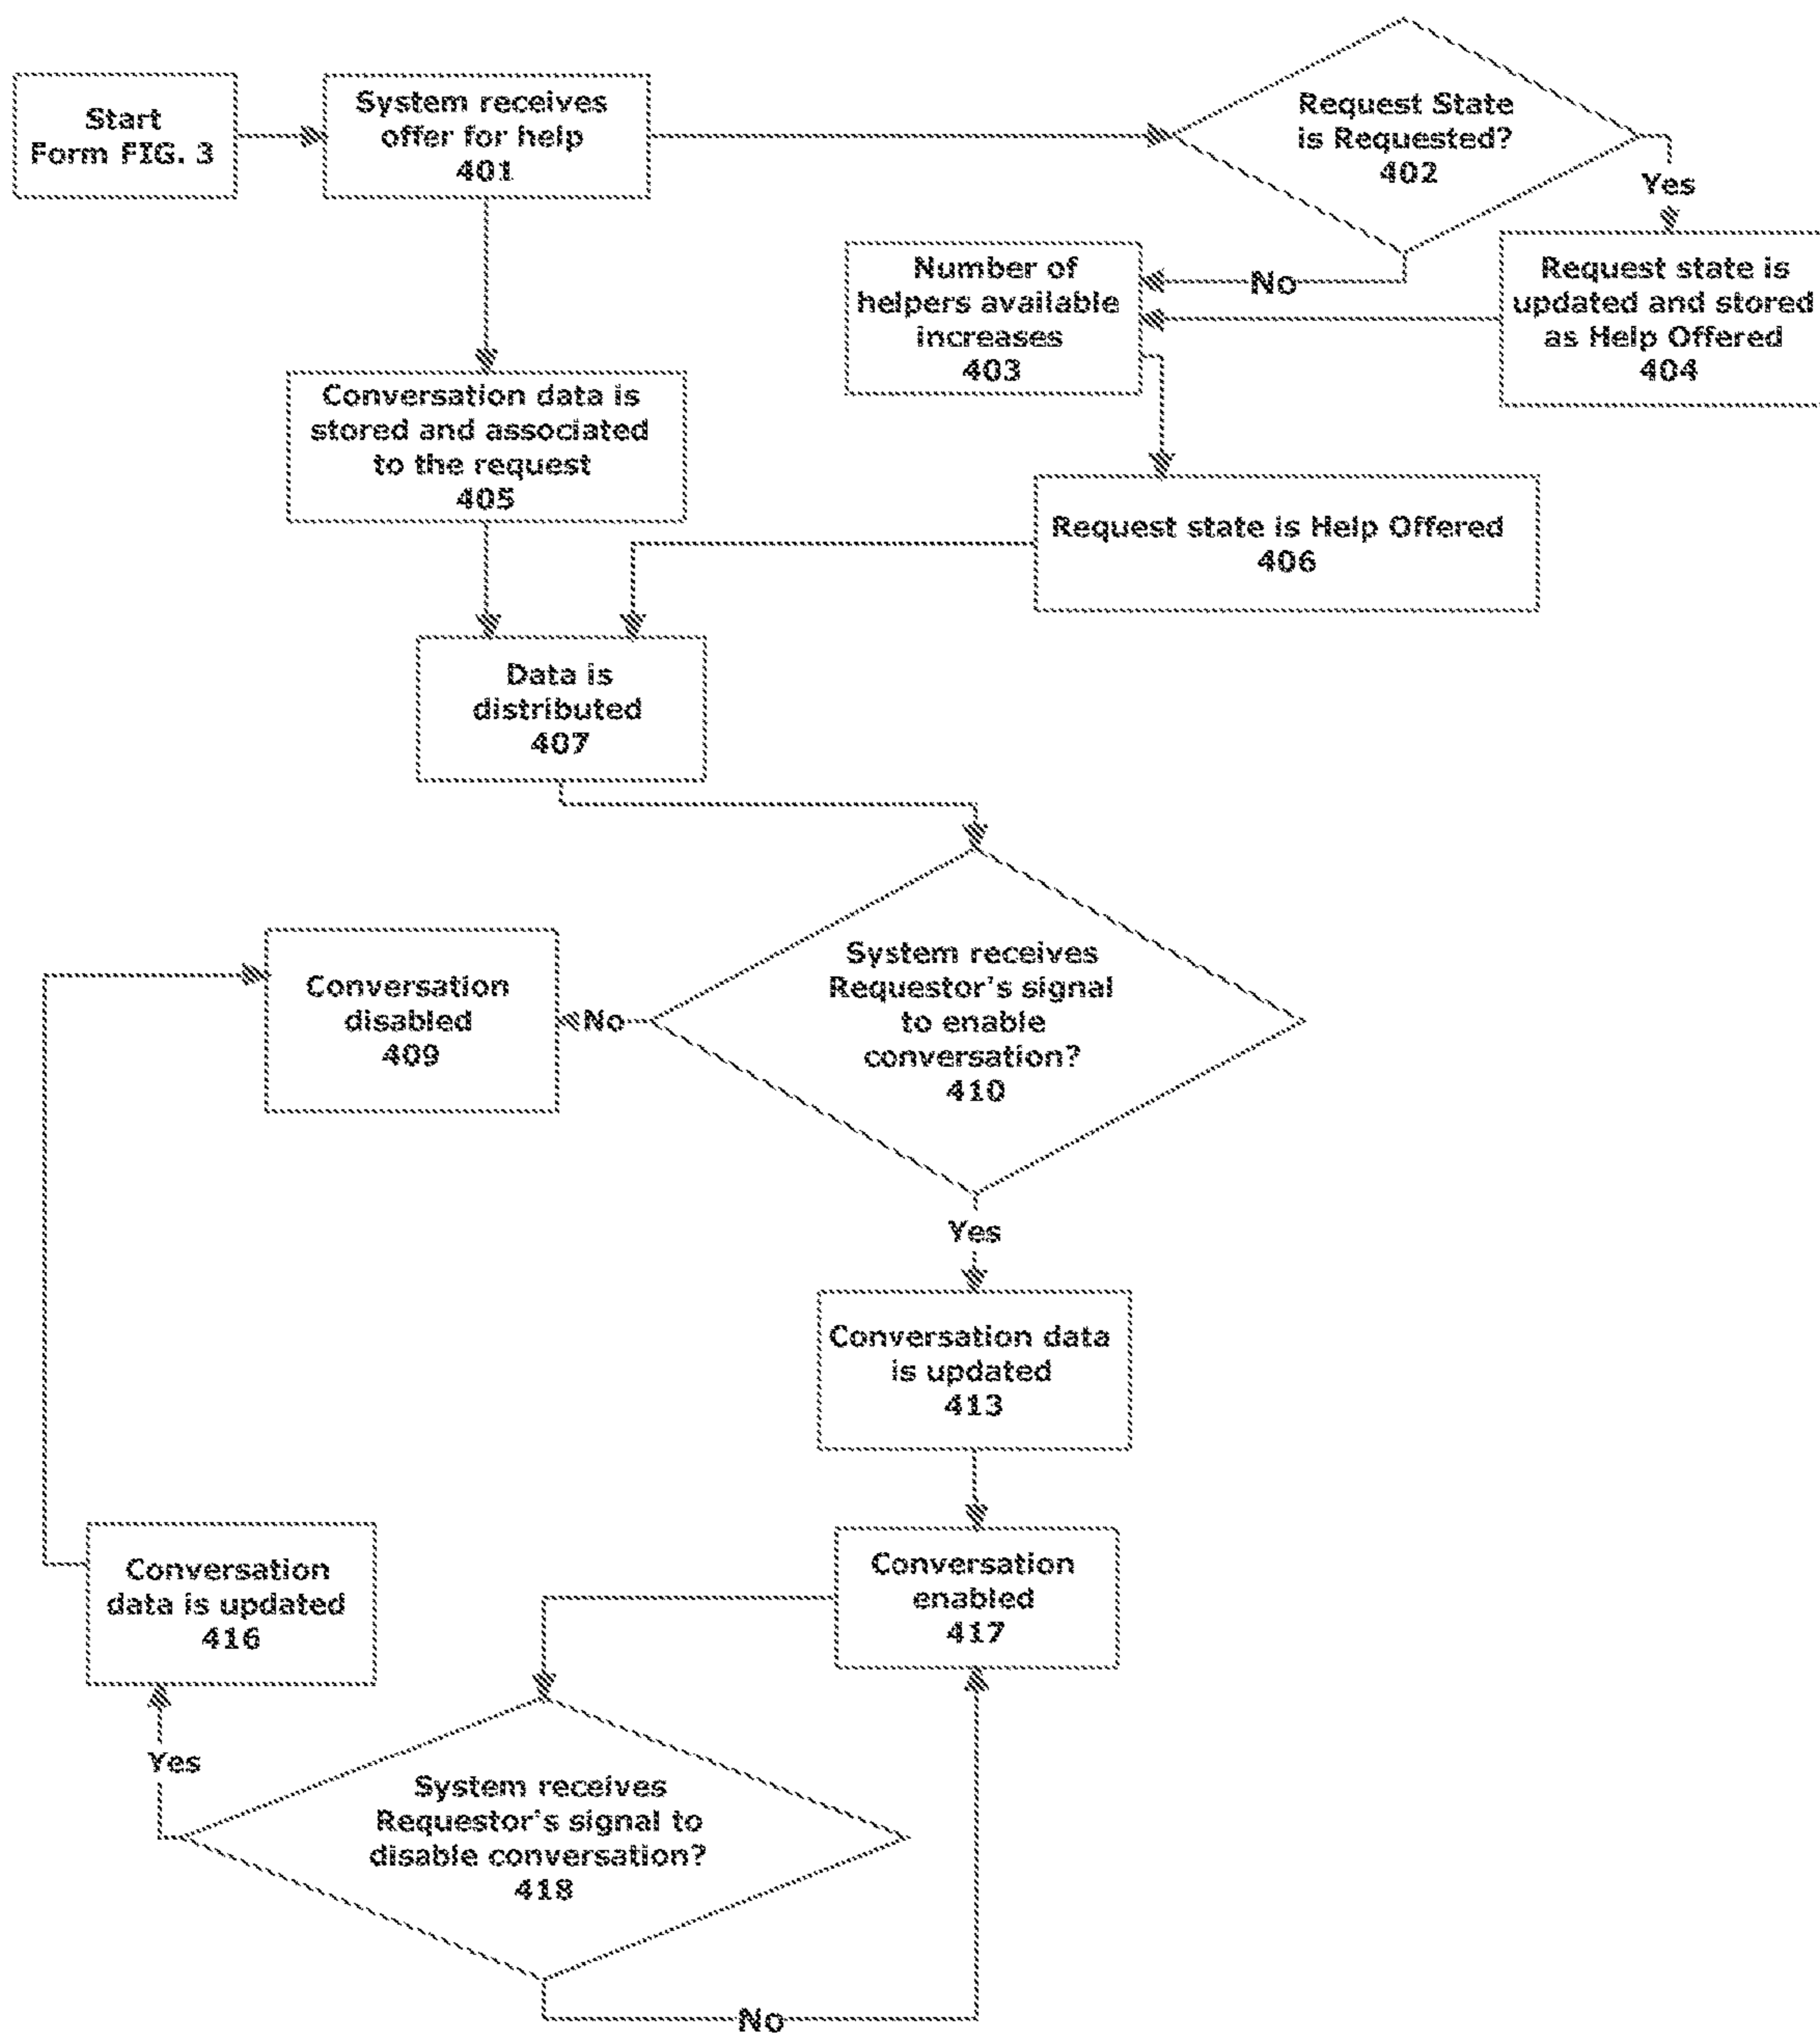 Start
Form FIG. 3
System receives
offer for help
401
Request State
is Requested?
402
Yes
No
Number of
helpers available
increases
403
Request state is
updated and stored
as Help Offered
404
Conversation data is
stored and associated
to the request
405
Request state is Help Offered
406
Data is
distributed
407
System receives
Requestor's signal
to enable
conversation?
410
No
Conversation
disabled
409
Yes
Conversation data
is updated
413
Conversation
enabled
417
Conversation
data is updated
416
Yes
System receives
Requestor's signal to
disable conversation?
418
No